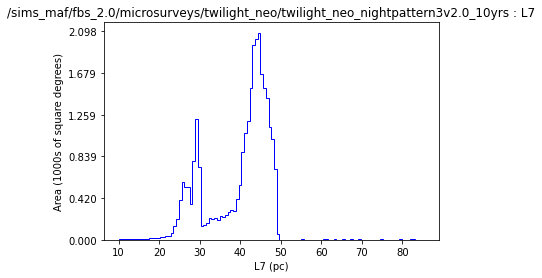 /sims_maf/fbs_2.0/microsurveys/twilight_neo/twilight_neo_nightpattern3v2.0_10yrs : L7
2.098
1.679
1.259
0.839
0.420
0.000
Area (1000s of square degrees)
10 20 30 40 50 60 70 80
L7 (pc)